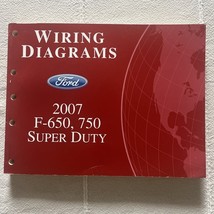 WIRING
DIAGRAMS
Ford
2007
F-650, 750
SUPER DUTY